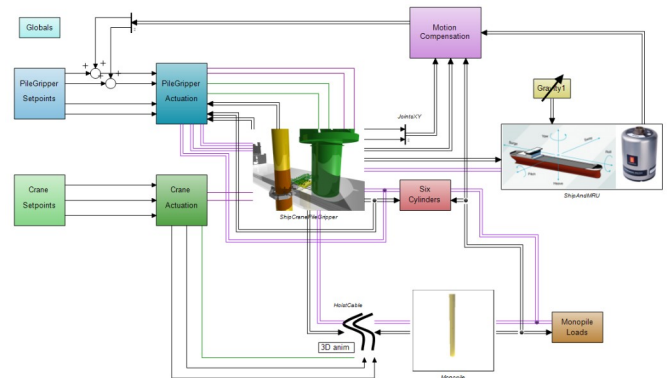 Globals
Motion
Compensation
PileGripper
Setpoints
PileGripper
Actuation
Gravity1
JointsXY
ShipAndMRU
Crane
Setpoints
Crane
Actuation
ShipCranePileGripper
Six
Cylinders
HoistCable
3D anim
Monopile
Loads
Monopile